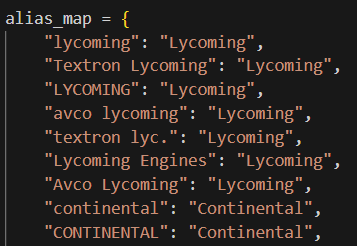 alias_map = {
    "lycoming": "Lycoming",
    "Textron Lycoming": "Lycoming",
    "LYCOMING": "Lycoming",
    "avco lycoming": "Lycoming",
    "textron lyc.": "Lycoming",
    "Lycoming Engines": "Lycoming",
    "Avco Lycoming": "Lycoming",
    "continental": "Continental",
    "CONTINENTAL": "Continental",